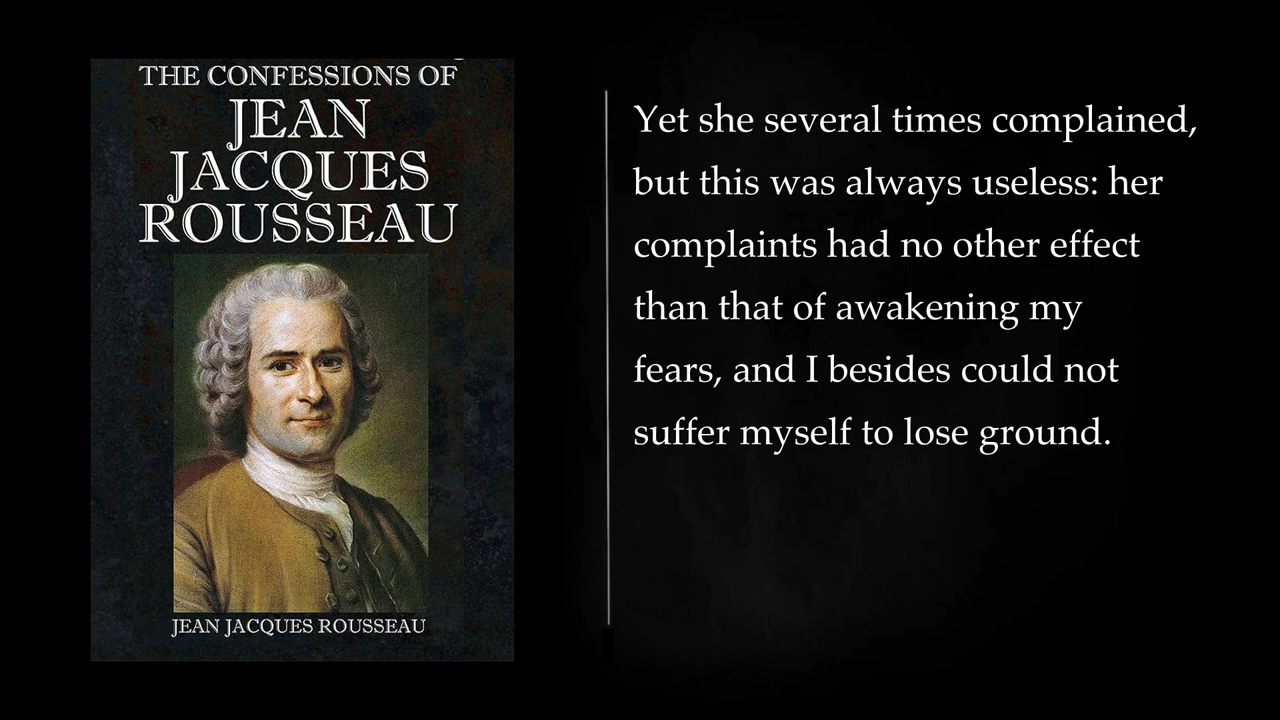 THE CONFESSIONS OF
JEAN
JACQUES
ROUSSEAU
JEAN JACQUES ROUSSEAU
Yet she several times complained,
but this was always useless: her
complaints had no other effect
than that of awakening my
fears, and I besides could not
suffer myself to lose ground.